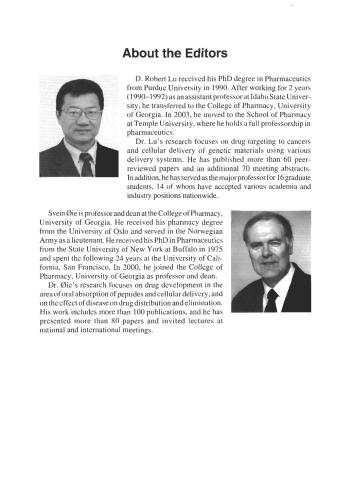 About the Editors
D. Robert Lu received his PhD degree in Pharmaceutics
from Purdue University in 1990. After working for 2 years
(1990–1992) as an assistant professor at Idaho State Univer-
sity, he transferred to the College of Pharmacy, University
of Georgia. In 2003, he moved to the School of Pharmacy
at Temple University, where he holds a full professorship in
pharmaceutics.
Dr. Lu's research focuses on drug targeting to cancers
and cellular delivery of genetic materials using various
delivery systems. He has published more than 60 peer-
reviewed papers and an additional 70 meeting abstracts.
In addition, he has served as the major professor for 16 graduate
students, 14 of whom have accepted various academia and
industry positions nationwide.
Svein Øie is professor and dean at the College of Pharmacy,
University of Georgia. He received his pharmacy degree
from the University of Oslo and served in the Norwegian
Army as a lieutenant. He received his PhD in Pharmaceutics
from the State University of New York at Buffalo in 1975
and spent the following 24 years at the University of Cali-
fornia, San Francisco. In 2000, he joined the College of
Pharmacy, University of Georgia as professor and dean.
Dr. Øie's research focuses on drug development in the
area of oral absorption of peptides and cellular delivery, and
on the effect of disease on drug distribution and elimination.
His work includes more than 100 publications, and he has
presented more than 80 papers and invited lectures at
national and international meetings.